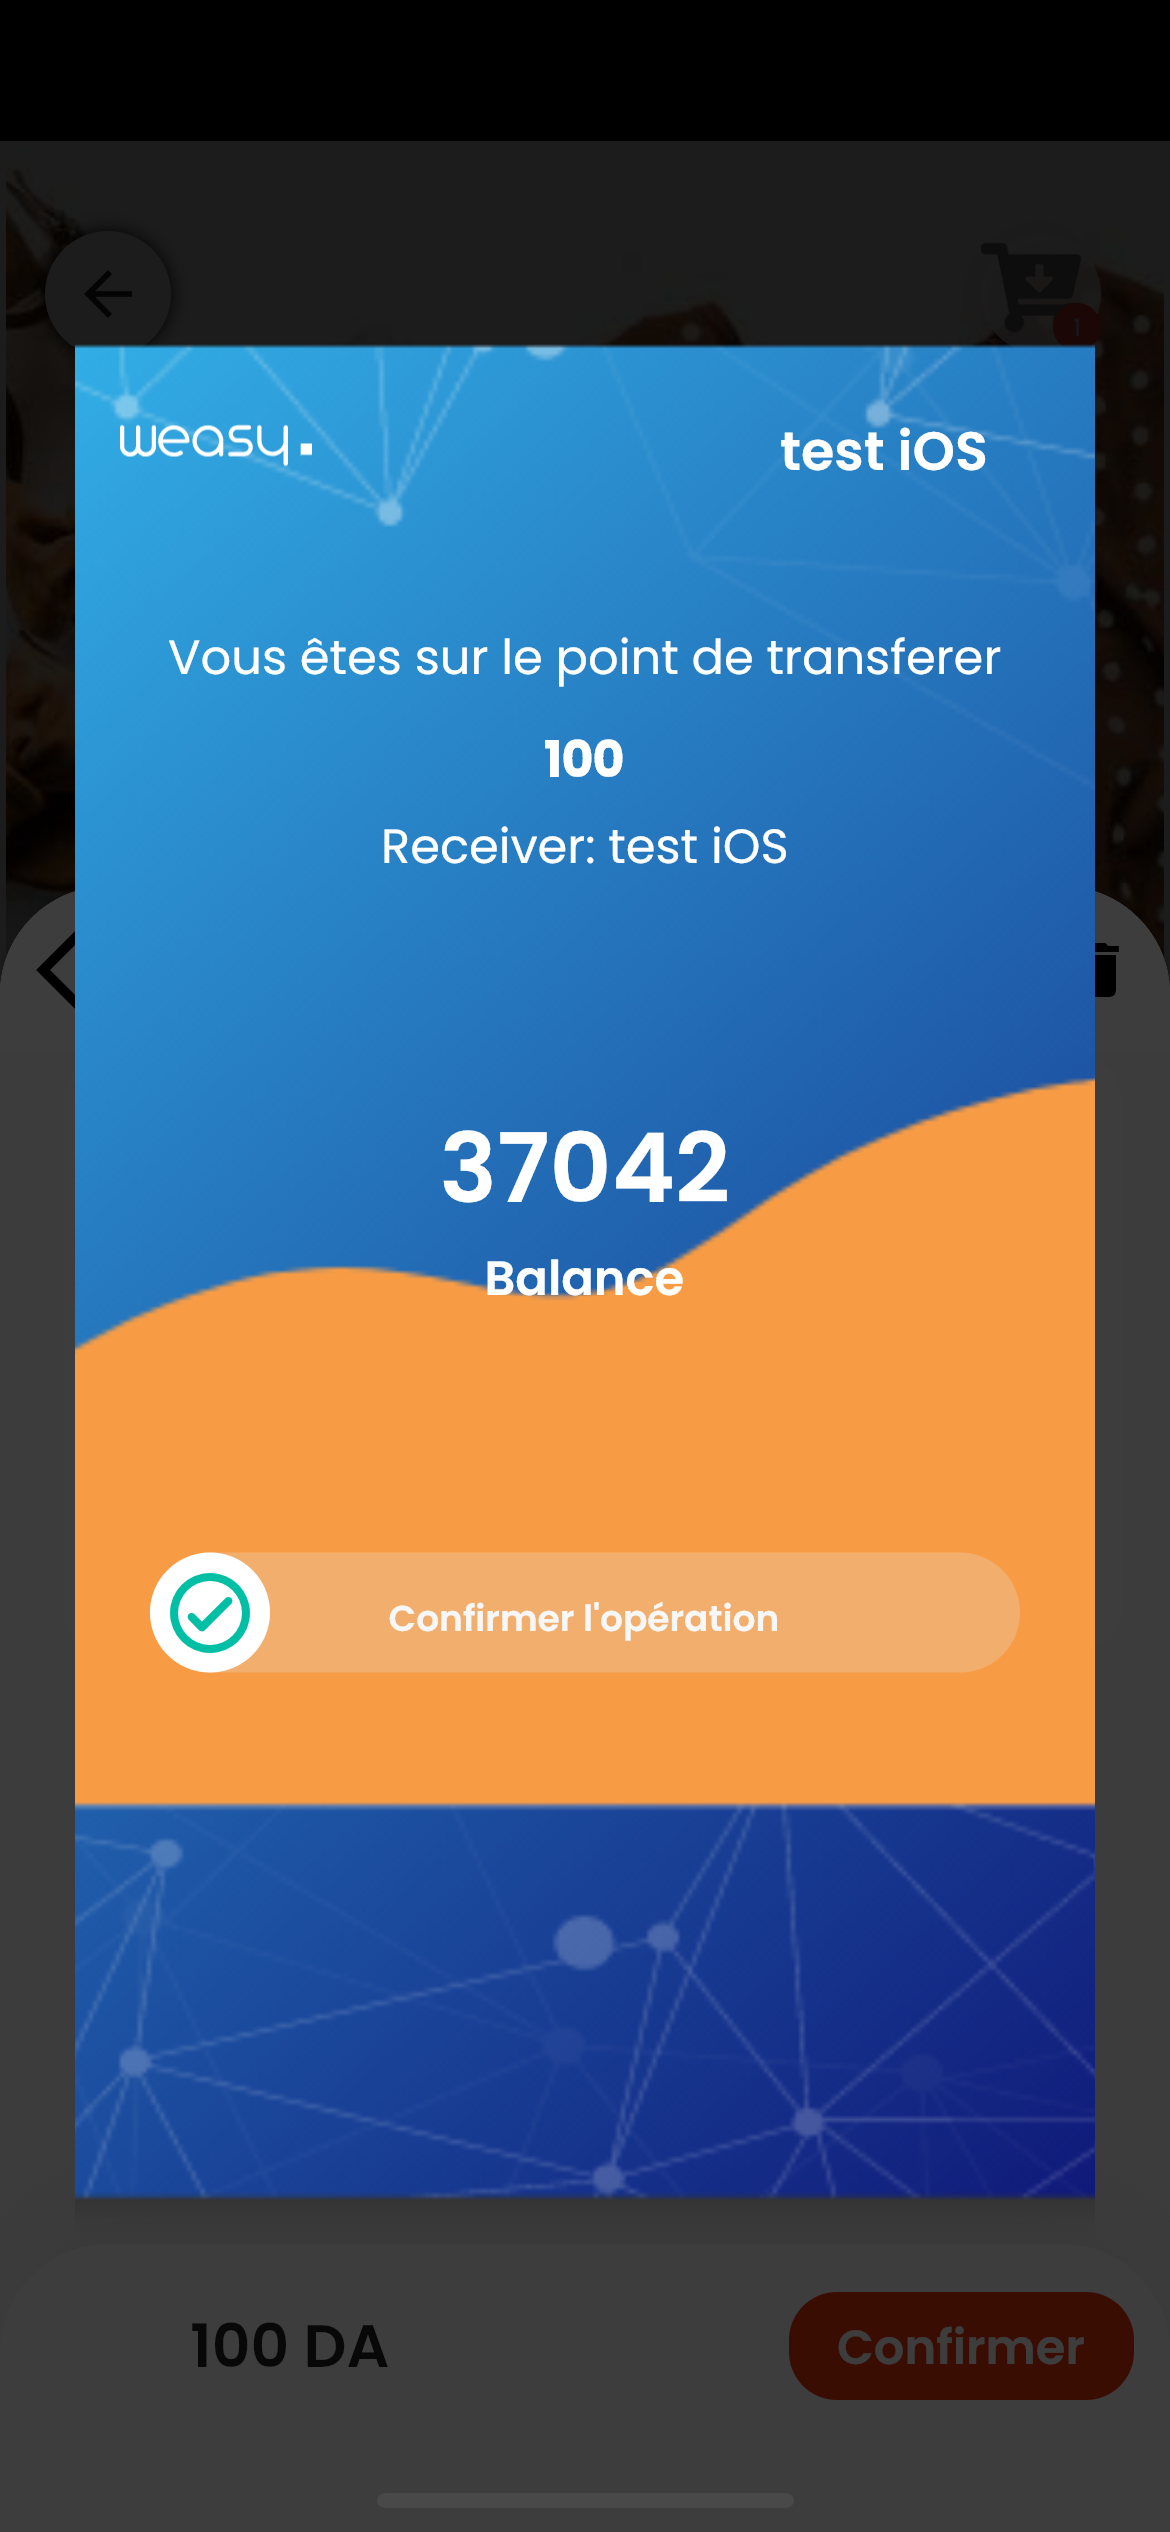 1
weasy.
test iOS
Vous êtes sur le point de transferer
100
Receiver: test iOS
37042
Balance
Confirmer l'opération
100 DA
Confirmer